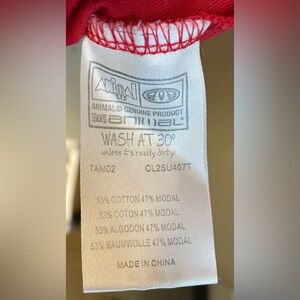 Animal
ANIMAL® GENUINE PRODUCT
animal
WASH AT 30º
unless it's really dirty!
TAM02 CL2SU407T
53% COTTON 47% MODAL
53% COTON 47% MODAL
53% ALGODON 47% MODAL
53% BAUMWOLLE 47% MODAL
MADE IN CHINA